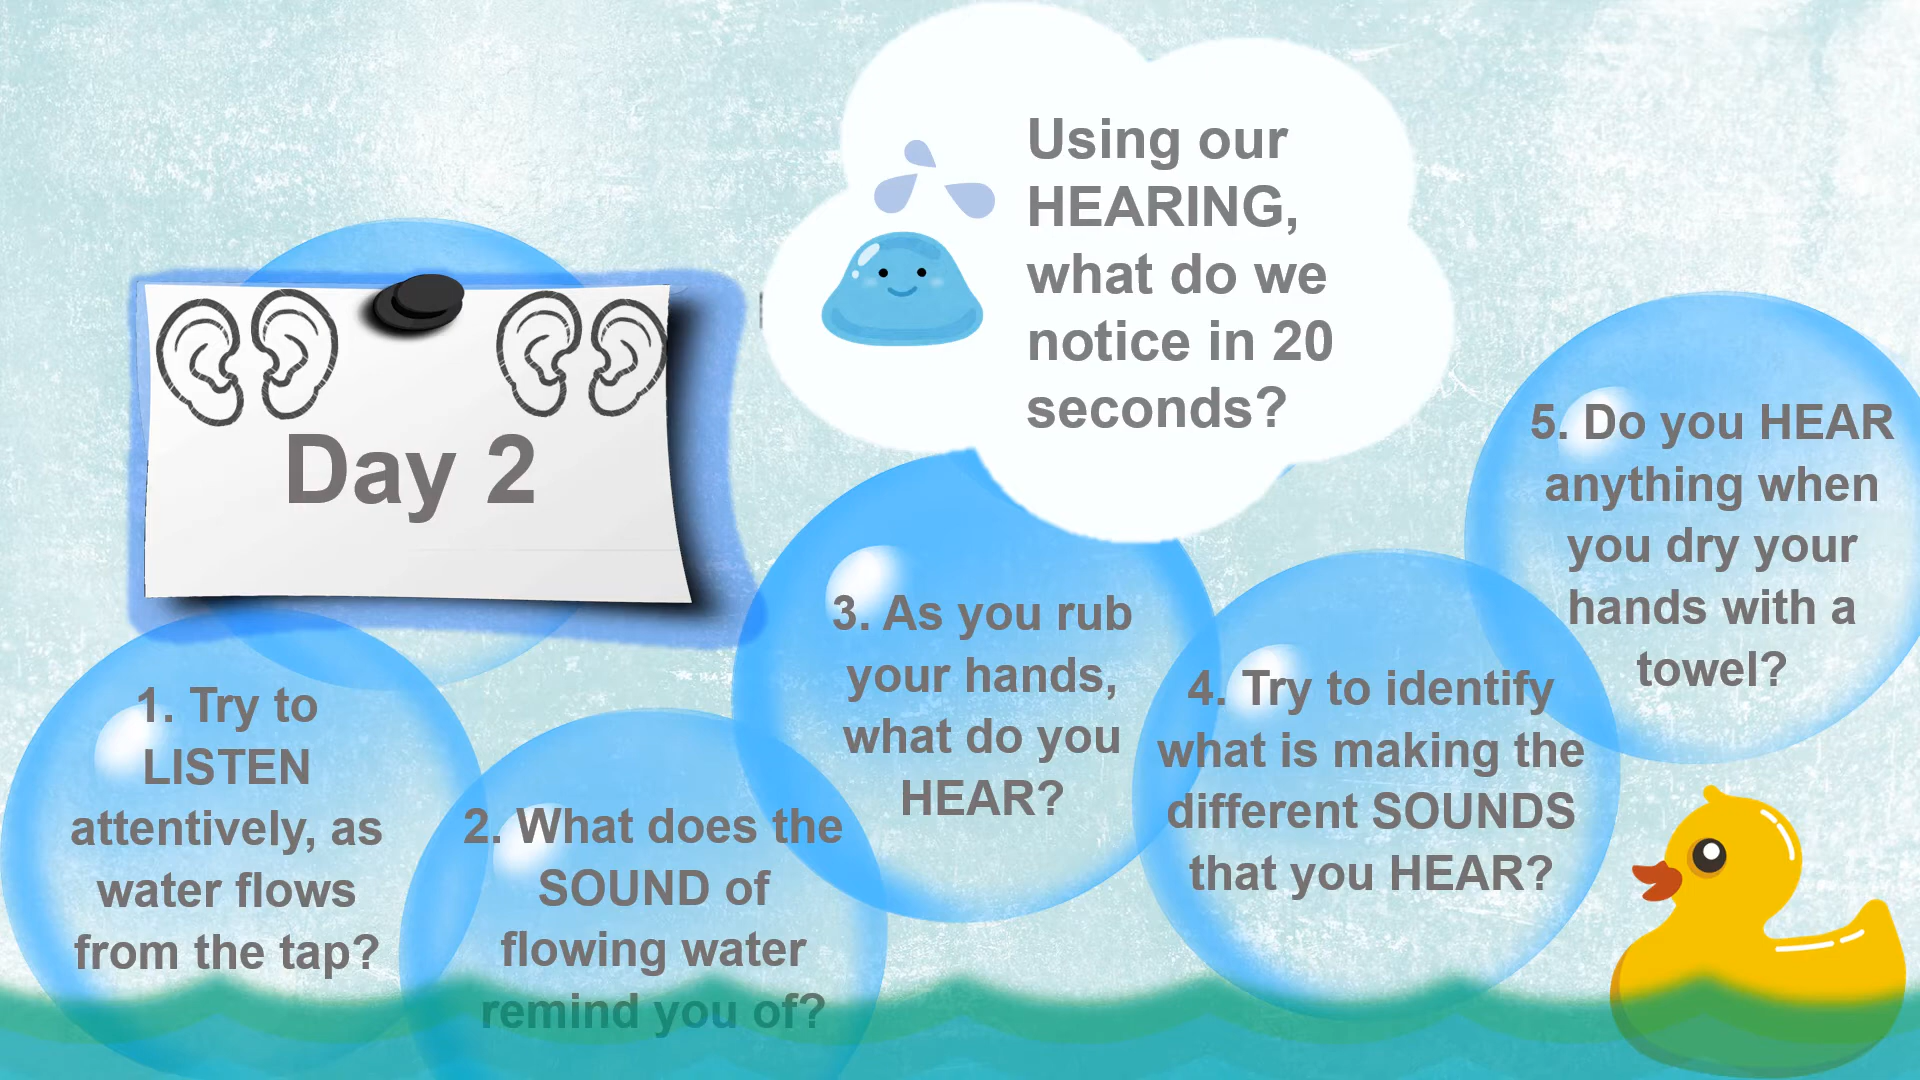 Day 2
Using our
HEARING,
what do we
notice in 20
seconds?
1. Try to
LISTEN
attentively, as
water flows
from the tap?
2. What does the
SOUND of
flowing water
remind you of?
3. As you rub
your hands,
what do you
HEAR?
4. Try to identify
what is making the
different SOUNDS
that you HEAR?
5. Do you HEAR
anything when
you dry your
hands with a
towel?